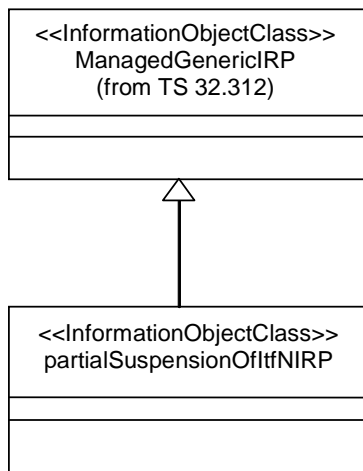 <<InformationObjectClass>>
ManagedGenericIRP
(from TS 32.312)
<<InformationObjectClass>>
partialSuspensionOfItfNIRP